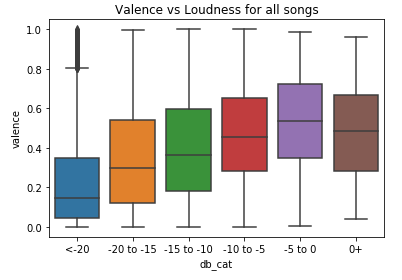 Valence vs Loudness for all songs
valence
1.0
0.8
0.6
0.4
0.2
0.0
<-20
-20 to -15
-15 to -10
-10 to -5
-5 to 0
0+
db_cat